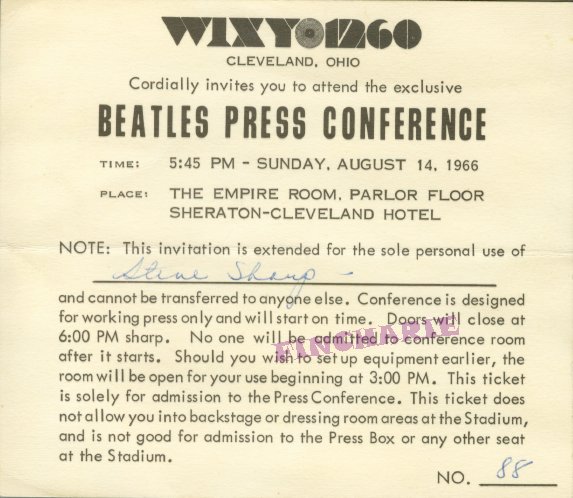 WIXY 1260
CLEVELAND, OHIO
Cordially invites you to attend the exclusive
BEATLES PRESS CONFERENCE
TIME: 5:45 PM - SUNDAY, AUGUST 14, 1966
PLACE: THE EMPIRE ROOM, PARLOR FLOOR
SHERATON-CLEVELAND HOTEL
NOTE: This invitation is extended for the sole personal use of
Steve Sharp
and cannot be transferred to anyone else. Conference is designed
for working press only and will start on time. Doors will close at
6:00 PM sharp. No one will be admitted to conference room
after it starts. Should you wish to set up equipment earlier, the
room will be open for your use beginning at 3:00 PM. This ticket
is solely for admission to the Press Conference. This ticket does
not allow you into backstage or dressing room areas at the Stadium,
and is not good for admission to the Press Box or any other seat
at the Stadium.
NO. 88
FINCHARIE